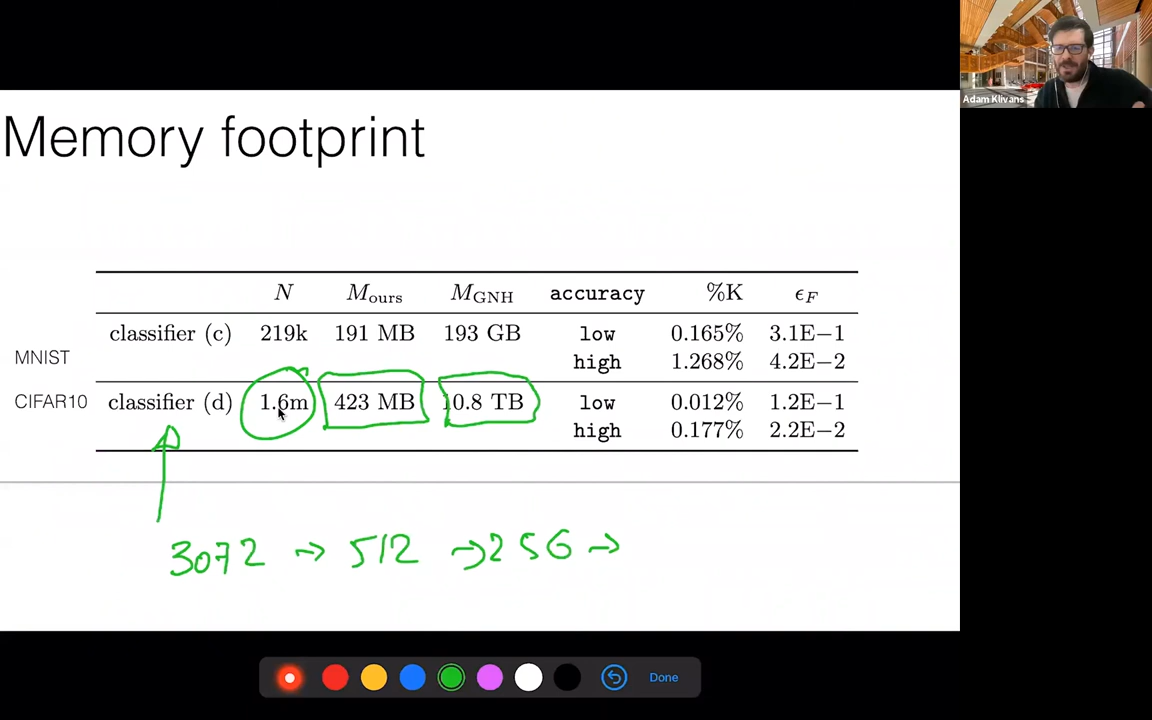 Adam Klivans
Memory footprint
N M_ours M_GNH accuracy %K ϵ_F
classifier (c) 219k 191 MB 193 GB low 0.165% 3.1E−1
MNIST
high 1.268% 4.2E−2
CIFAR10 classifier (d) 1.6m 423 MB 10.8 TB low 0.012% 1.2E−1
high 0.177% 2.2E−2
3072 → 512 → 256 →
Done